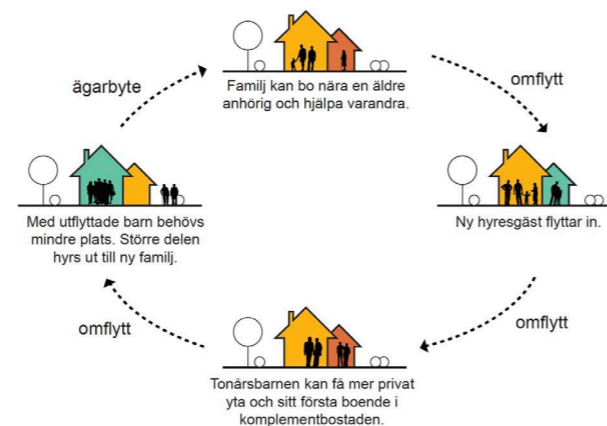 Familj kan bo nära en äldre
anhörig och hjälpa varandra.
omflytt
Ny hyresgäst flyttar in.
omflytt
Tonårsbarnen kan få mer privat
yta och sitt första boende i
komplementbostaden.
omflytt
Med utflyttade barn behövs
mindre plats. Större delen
hyrs ut till ny familj.
ägarbyte